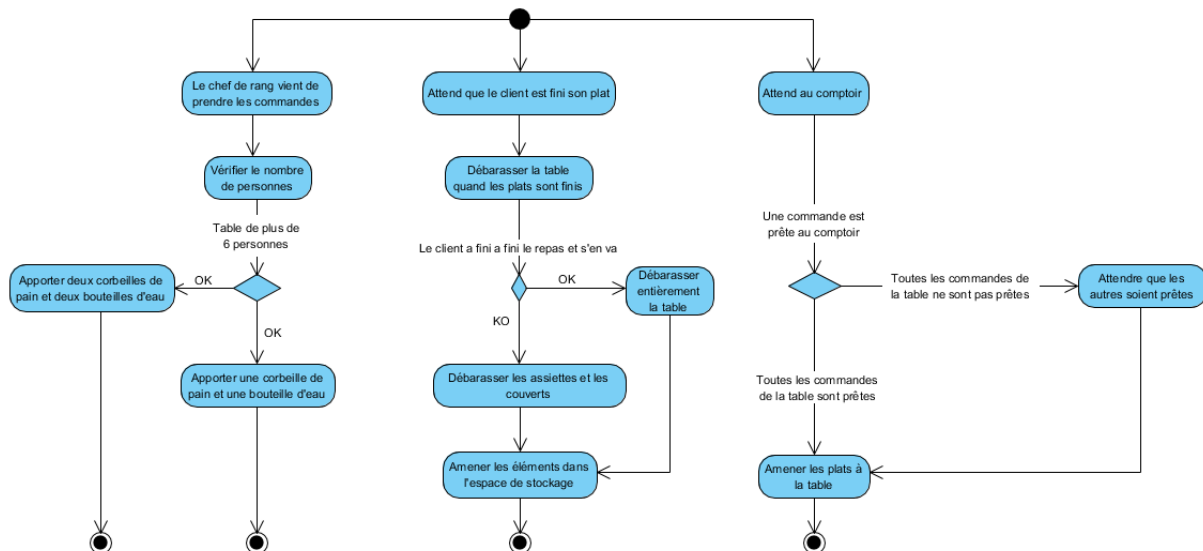 Le chef de rang vient de
prendre les commandes
Vérifier le nombre
de personnes
Table de plus de
6 personnes
OK
Apporter deux corbeilles de
pain et deux bouteilles d'eau
OK
Apporter une corbeille de
pain et une bouteille d'eau
Attend que le client est fini son plat
Débarasser la table
quand les plats sont finis
Le client a fini a fini le repas et s'en va
OK
Débarasser
entièrement
la table
KO
Débarasser les assiettes et les
couverts
Amener les éléments dans
l'espace de stockage
Attend au comptoir
Une commande est
prête au comptoir
Toutes les commandes de
la table ne sont pas prêtes
Attendre que les
autres soient prêtes
Toutes les commandes
de la table sont prêtes
Amener les plats à
la table